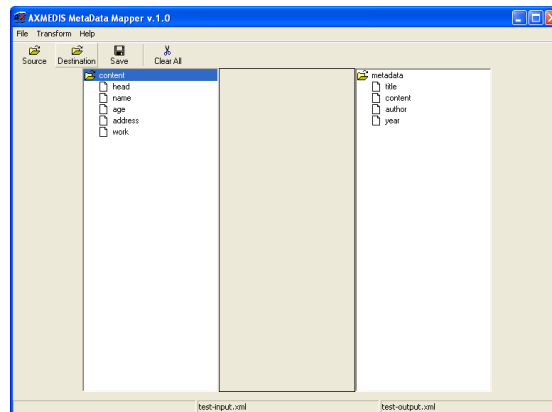 AXMEDIS MetaData Mapper v.1.0
File Transform Help
Source Destination Save Clear All
content
head
name
age
address
work
metadata
title
content
author
year
test-input.xml test-output.xml